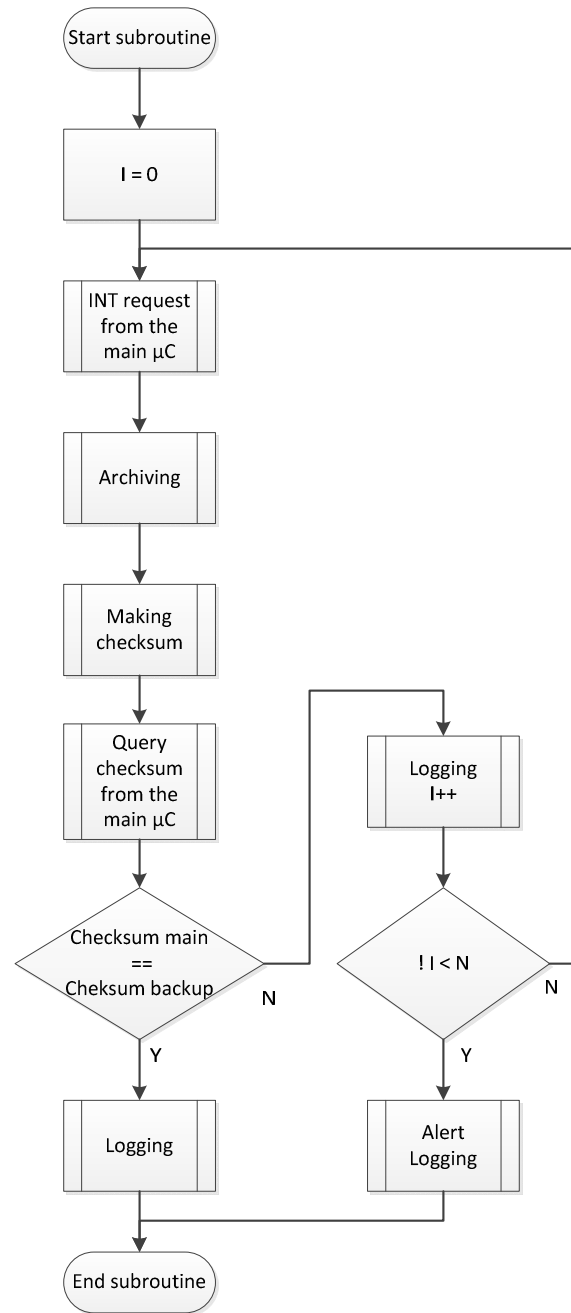 Start subroutine
I = 0
INT request
from the
main µC
Archiving
Making
checksum
Query
checksum
from the
main µC
Checksum main
==
Cheksum backup
N
Y
Logging
Logging
I++
! I < N
N
Y
Alert
Logging
End subroutine